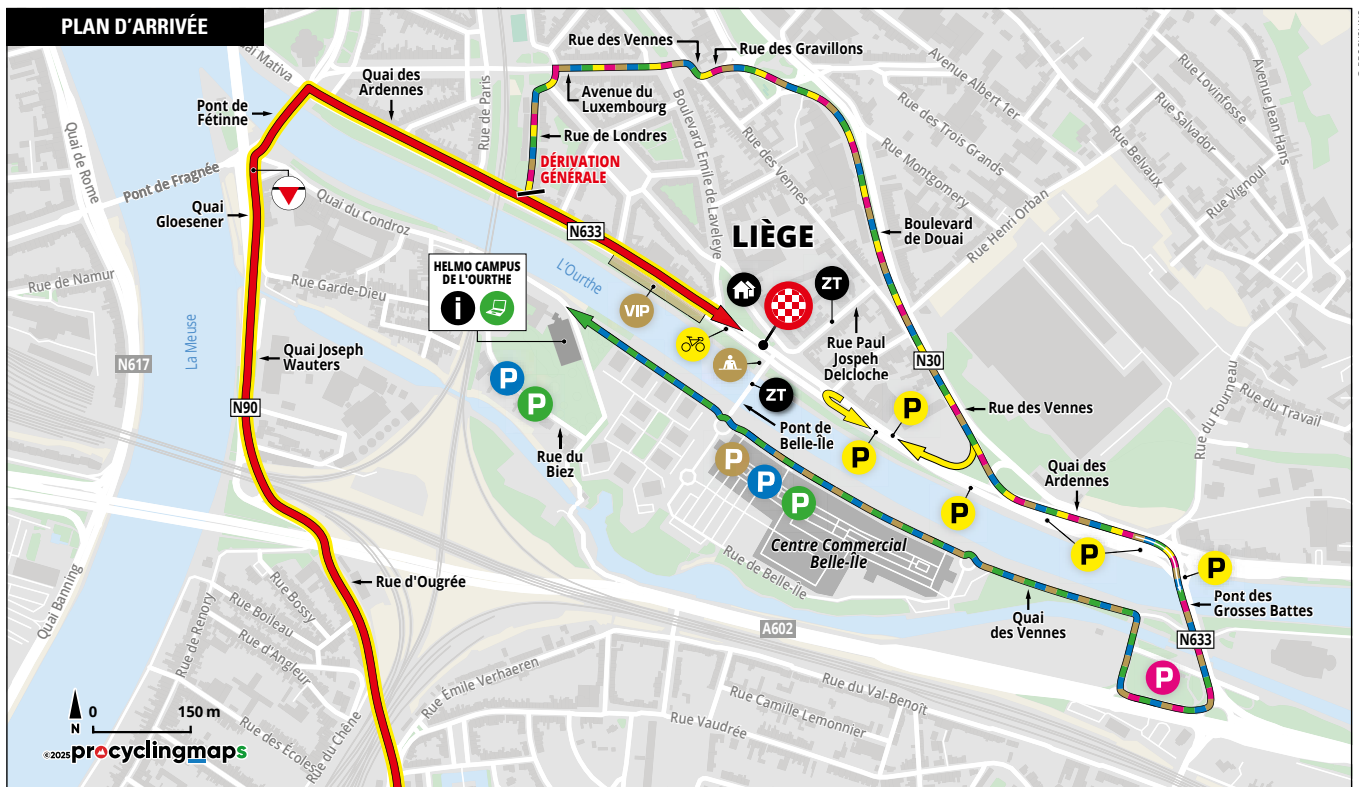 PLAN D'ARRIVÉE
Quai Mativa
Quai des
Ardennes
Pont de
Fétinne
Rue de Paris
Rue des Vennes
Rue des Gravillons
Avenue du
Luxembourg
Rue de Londres
DÉRIVATION
GÉNÉRALE
Boulevard Emile de Laveleye
Rue des Vennes
Avenue Albert 1er
Rue des Trois Grands
Rue Montgomery
Rue Lovinfosse
Rue Salvador
Rue Belvaux
Rue Vignoul
Avenue Jean Hans
Rue Henri Orban
Boulevard
de Douai
Quai de Rome
Pont de Fragnée
Quai
Gloesener
Quai du Condroz
Rue de Namur
La Meuse
Rue Garde-Dieu
HELMO CAMPUS
DE L'OURTHE
i
L'Ourthe
N633
VIP
LIÈGE
ZT
ZT
Rue Paul
Jospeh
Delcloche
N30
N617
Quai Joseph
Wauters
N90
P
P
Rue du
Biez
Pont de
Belle-Île
P
P
P
P
P
P
P
P
Rue des Vennes
Quai des
Ardennes
Rue du Fourneau
Rue du Travail
Centre Commercial
Belle-Île
Rue de Belle-Île
Quai
des Vennes
Pont des
Grosses Battes
N633
P
A602
Rue d'Ougrée
Quai Banning
Rue de Renory
Rue Bossy
Rue Boileau
Rue d'Angleur
Rue des Écoles
Rue du Chêne
Rue Emile Verhaeren
Rue Vaudrée
Rue Camille Lemonnier
Rue du Val-Benoît
N
0 150 m
©2025 procyclingmaps